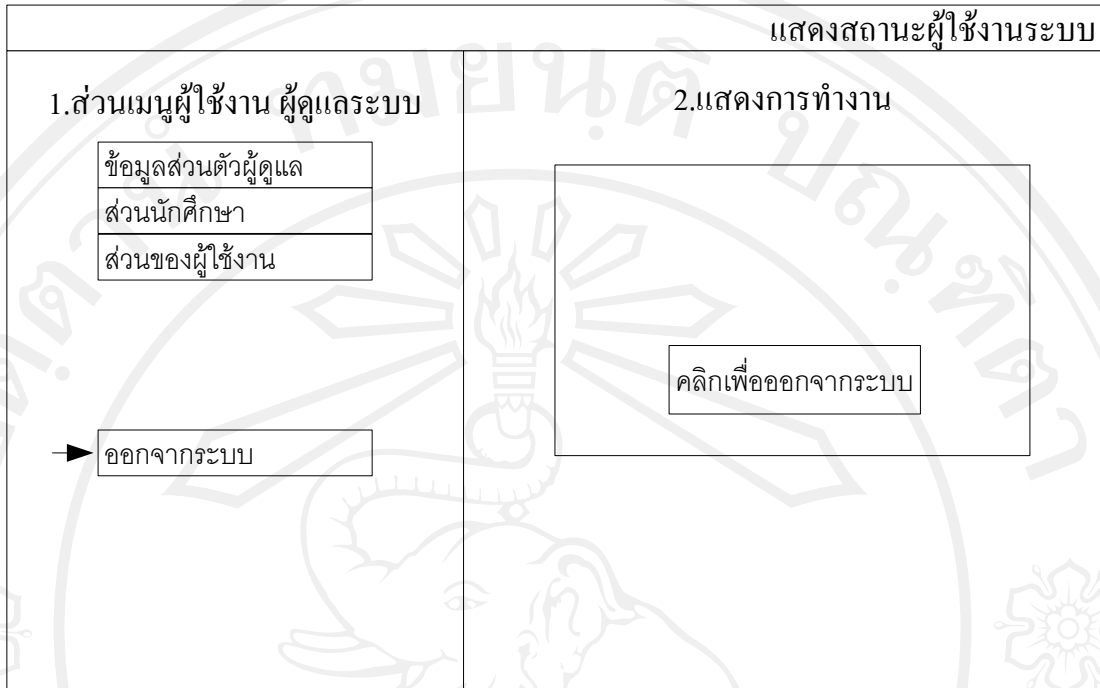 แสดงสถานะผู้ใช้งานระบบ
1.ส่วนเมนูผู้ใช้งาน ผู้ดูแลระบบ
ข้อมูลส่วนตัวผู้ดูแล
ส่วนนักศึกษา
ส่วนของผู้ใช้งาน
ออกจากระบบ
2.แสดงการทำงาน
คลิกเพื่อออกจากระบบ